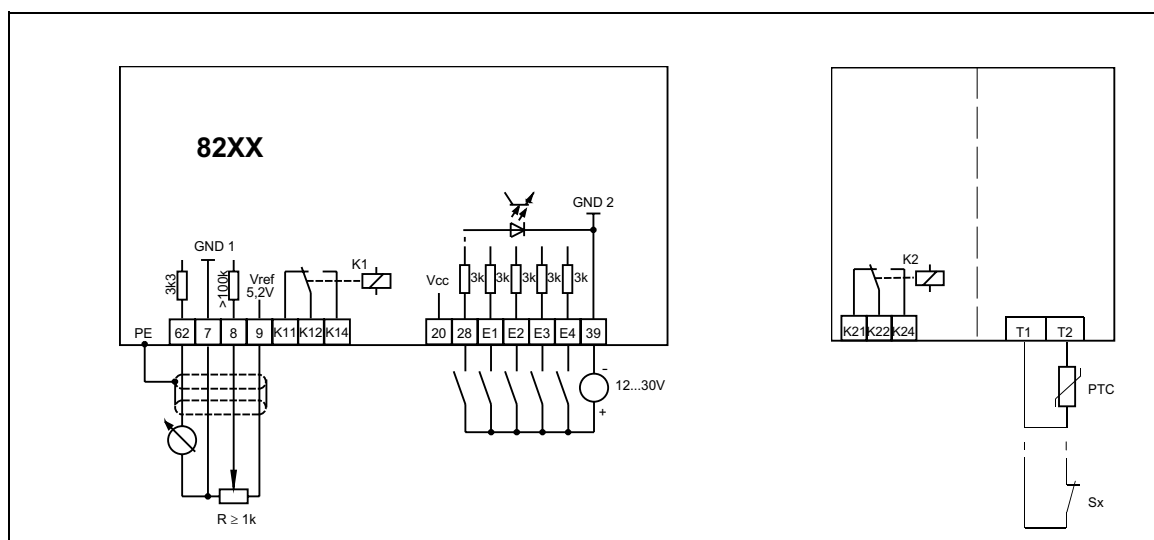 82XX
GND 1
GND 2
K1
K2
3k3
>100k
Vref
5,2V
Vcc
3k 3k 3k 3k 3k
PE 62 7 8 9 K11 K12 K14
20 28 E1 E2 E3 E4 39
K21 K22 K24
T1 T2
-
12...30V
+
PTC
R ≥ 1k
Sx